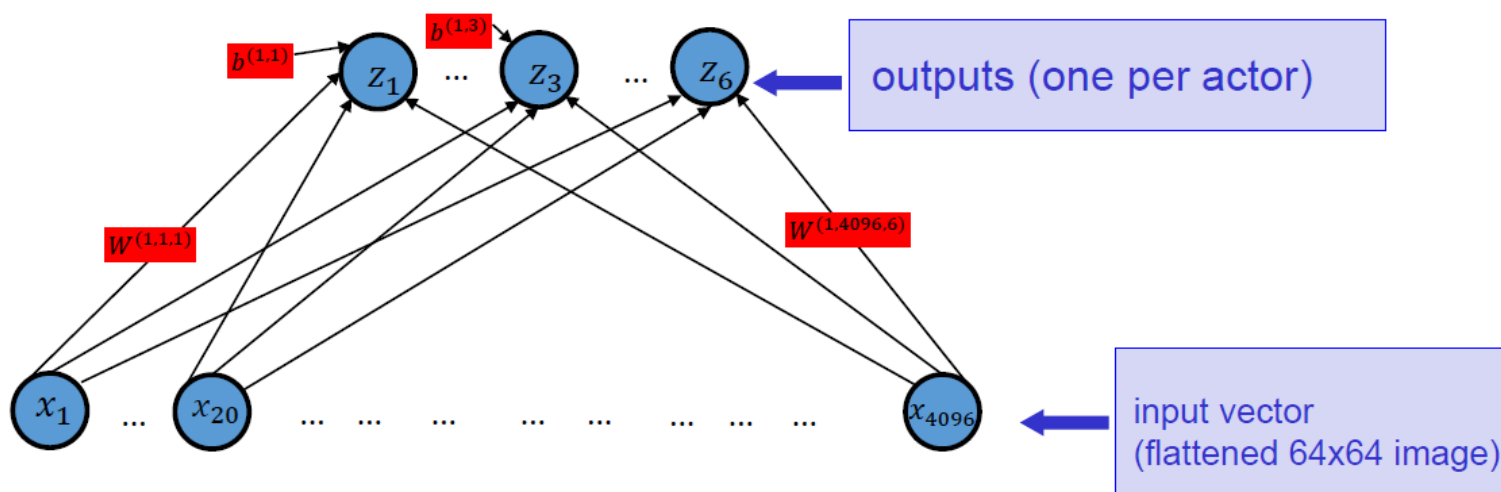 b^(1,1)
b^(1,3)
z_1 ... z_3 ... z_6
outputs (one per actor)
W^(1,1,1)
W^(1,4096,6)
x_1 ... x_20 ... ... ... ... ... ... ... ... x_4096
input vector
(flattened 64x64 image)